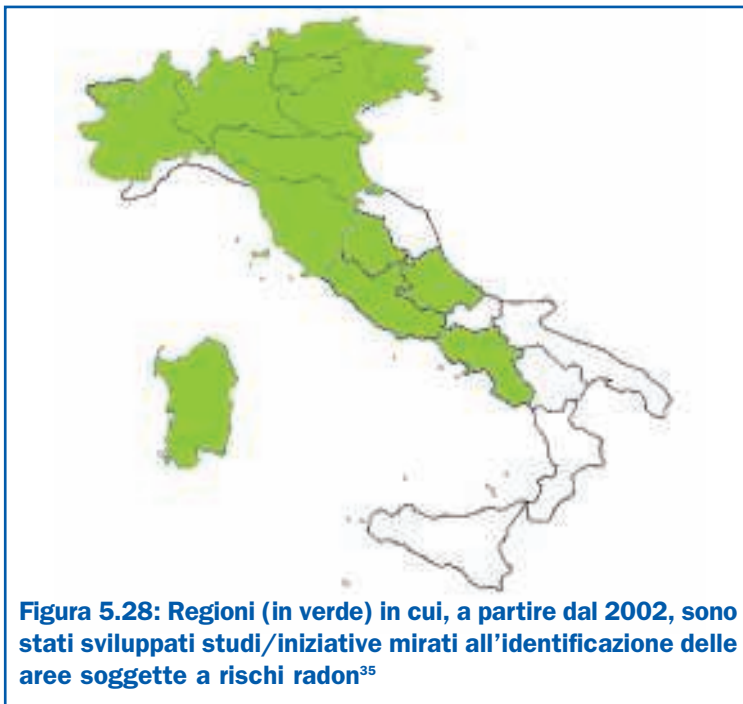 Figura 5.28: Regioni (in verde) in cui, a partire dal 2002, sono
stati sviluppati studi/iniziative mirati all'identificazione delle
aree soggette a rischi radon³⁵